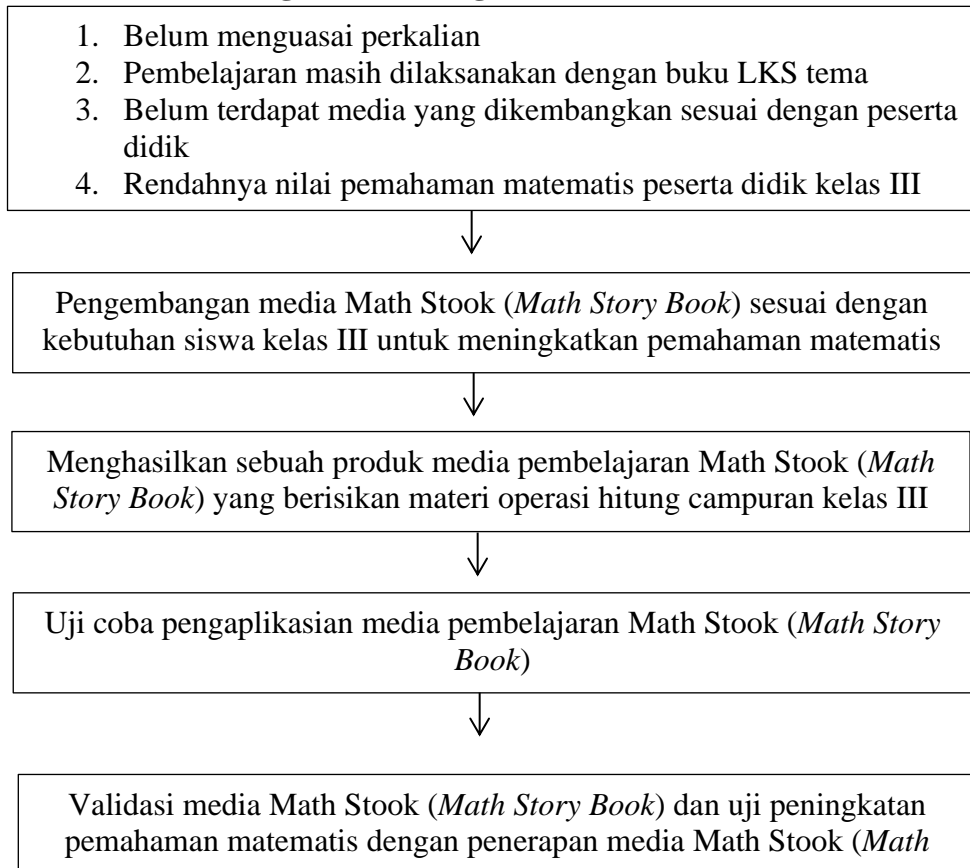 1. Belum menguasai perkalian
2. Pembelajaran masih dilaksanakan dengan buku LKS tema
3. Belum terdapat media yang dikembangkan sesuai dengan peserta
didik
4. Rendahnya nilai pemahaman matematis peserta didik kelas III
Pengembangan media Math Stook (Math Story Book) sesuai dengan
kebutuhan siswa kelas III untuk meningkatkan pemahaman matematis
Menghasilkan sebuah produk media pembelajaran Math Stook (Math
Story Book) yang berisikan materi operasi hitung campuran kelas III
Uji coba pengaplikasian media pembelajaran Math Stook (Math Story
Book)
Validasi media Math Stook (Math Story Book) dan uji peningkatan
pemahaman matematis dengan penerapan media Math Stook (Math